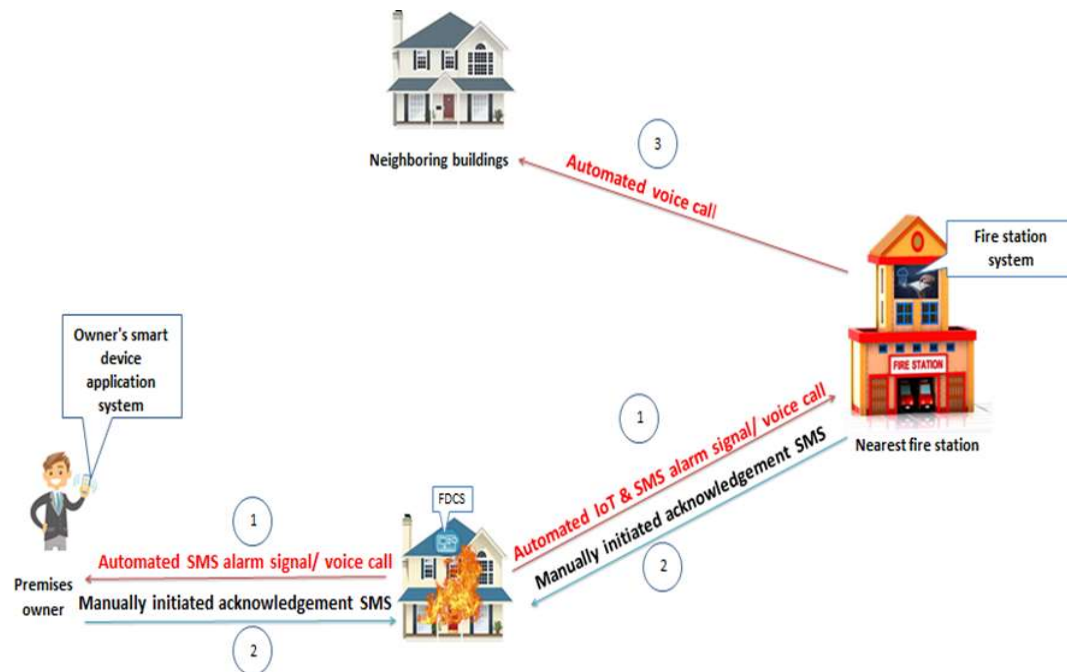 Neighboring buildings
3
Automated voice call
Fire station
system
FIRE STATION
Nearest fire station
Owner's smart
device
application
system
Premises
owner
1
Automated SMS alarm signal/ voice call
Manually initiated acknowledgement SMS
2
FDCS
1
Automated IoT & SMS alarm signal/ voice call
Manually initiated acknowledgement SMS
2